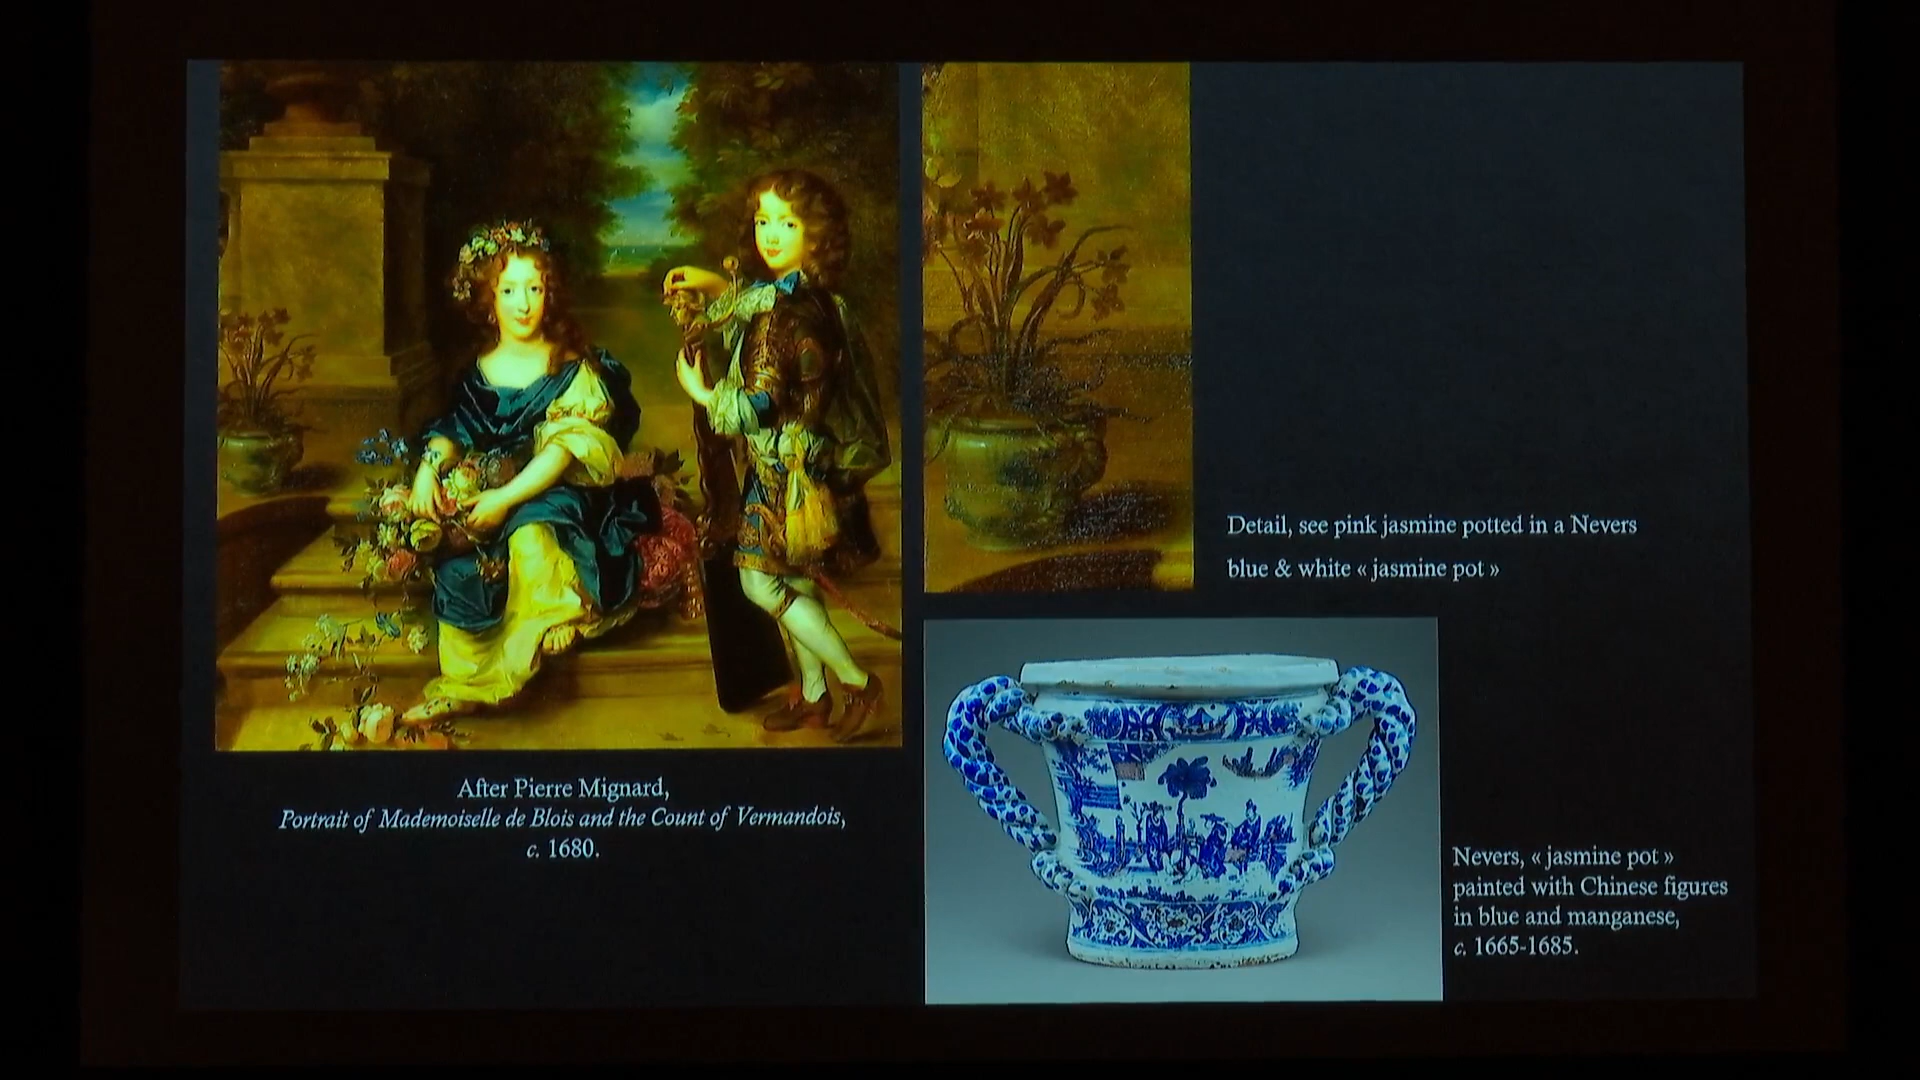 After Pierre Mignard,
Portrait of Mademoiselle de Blois and the Count of Vermandois,
c. 1680.
Detail, see pink jasmine potted in a Nevers
blue & white « jasmine pot »
Nevers, « jasmine pot »
painted with Chinese figures
in blue and manganese,
c. 1665-1685.